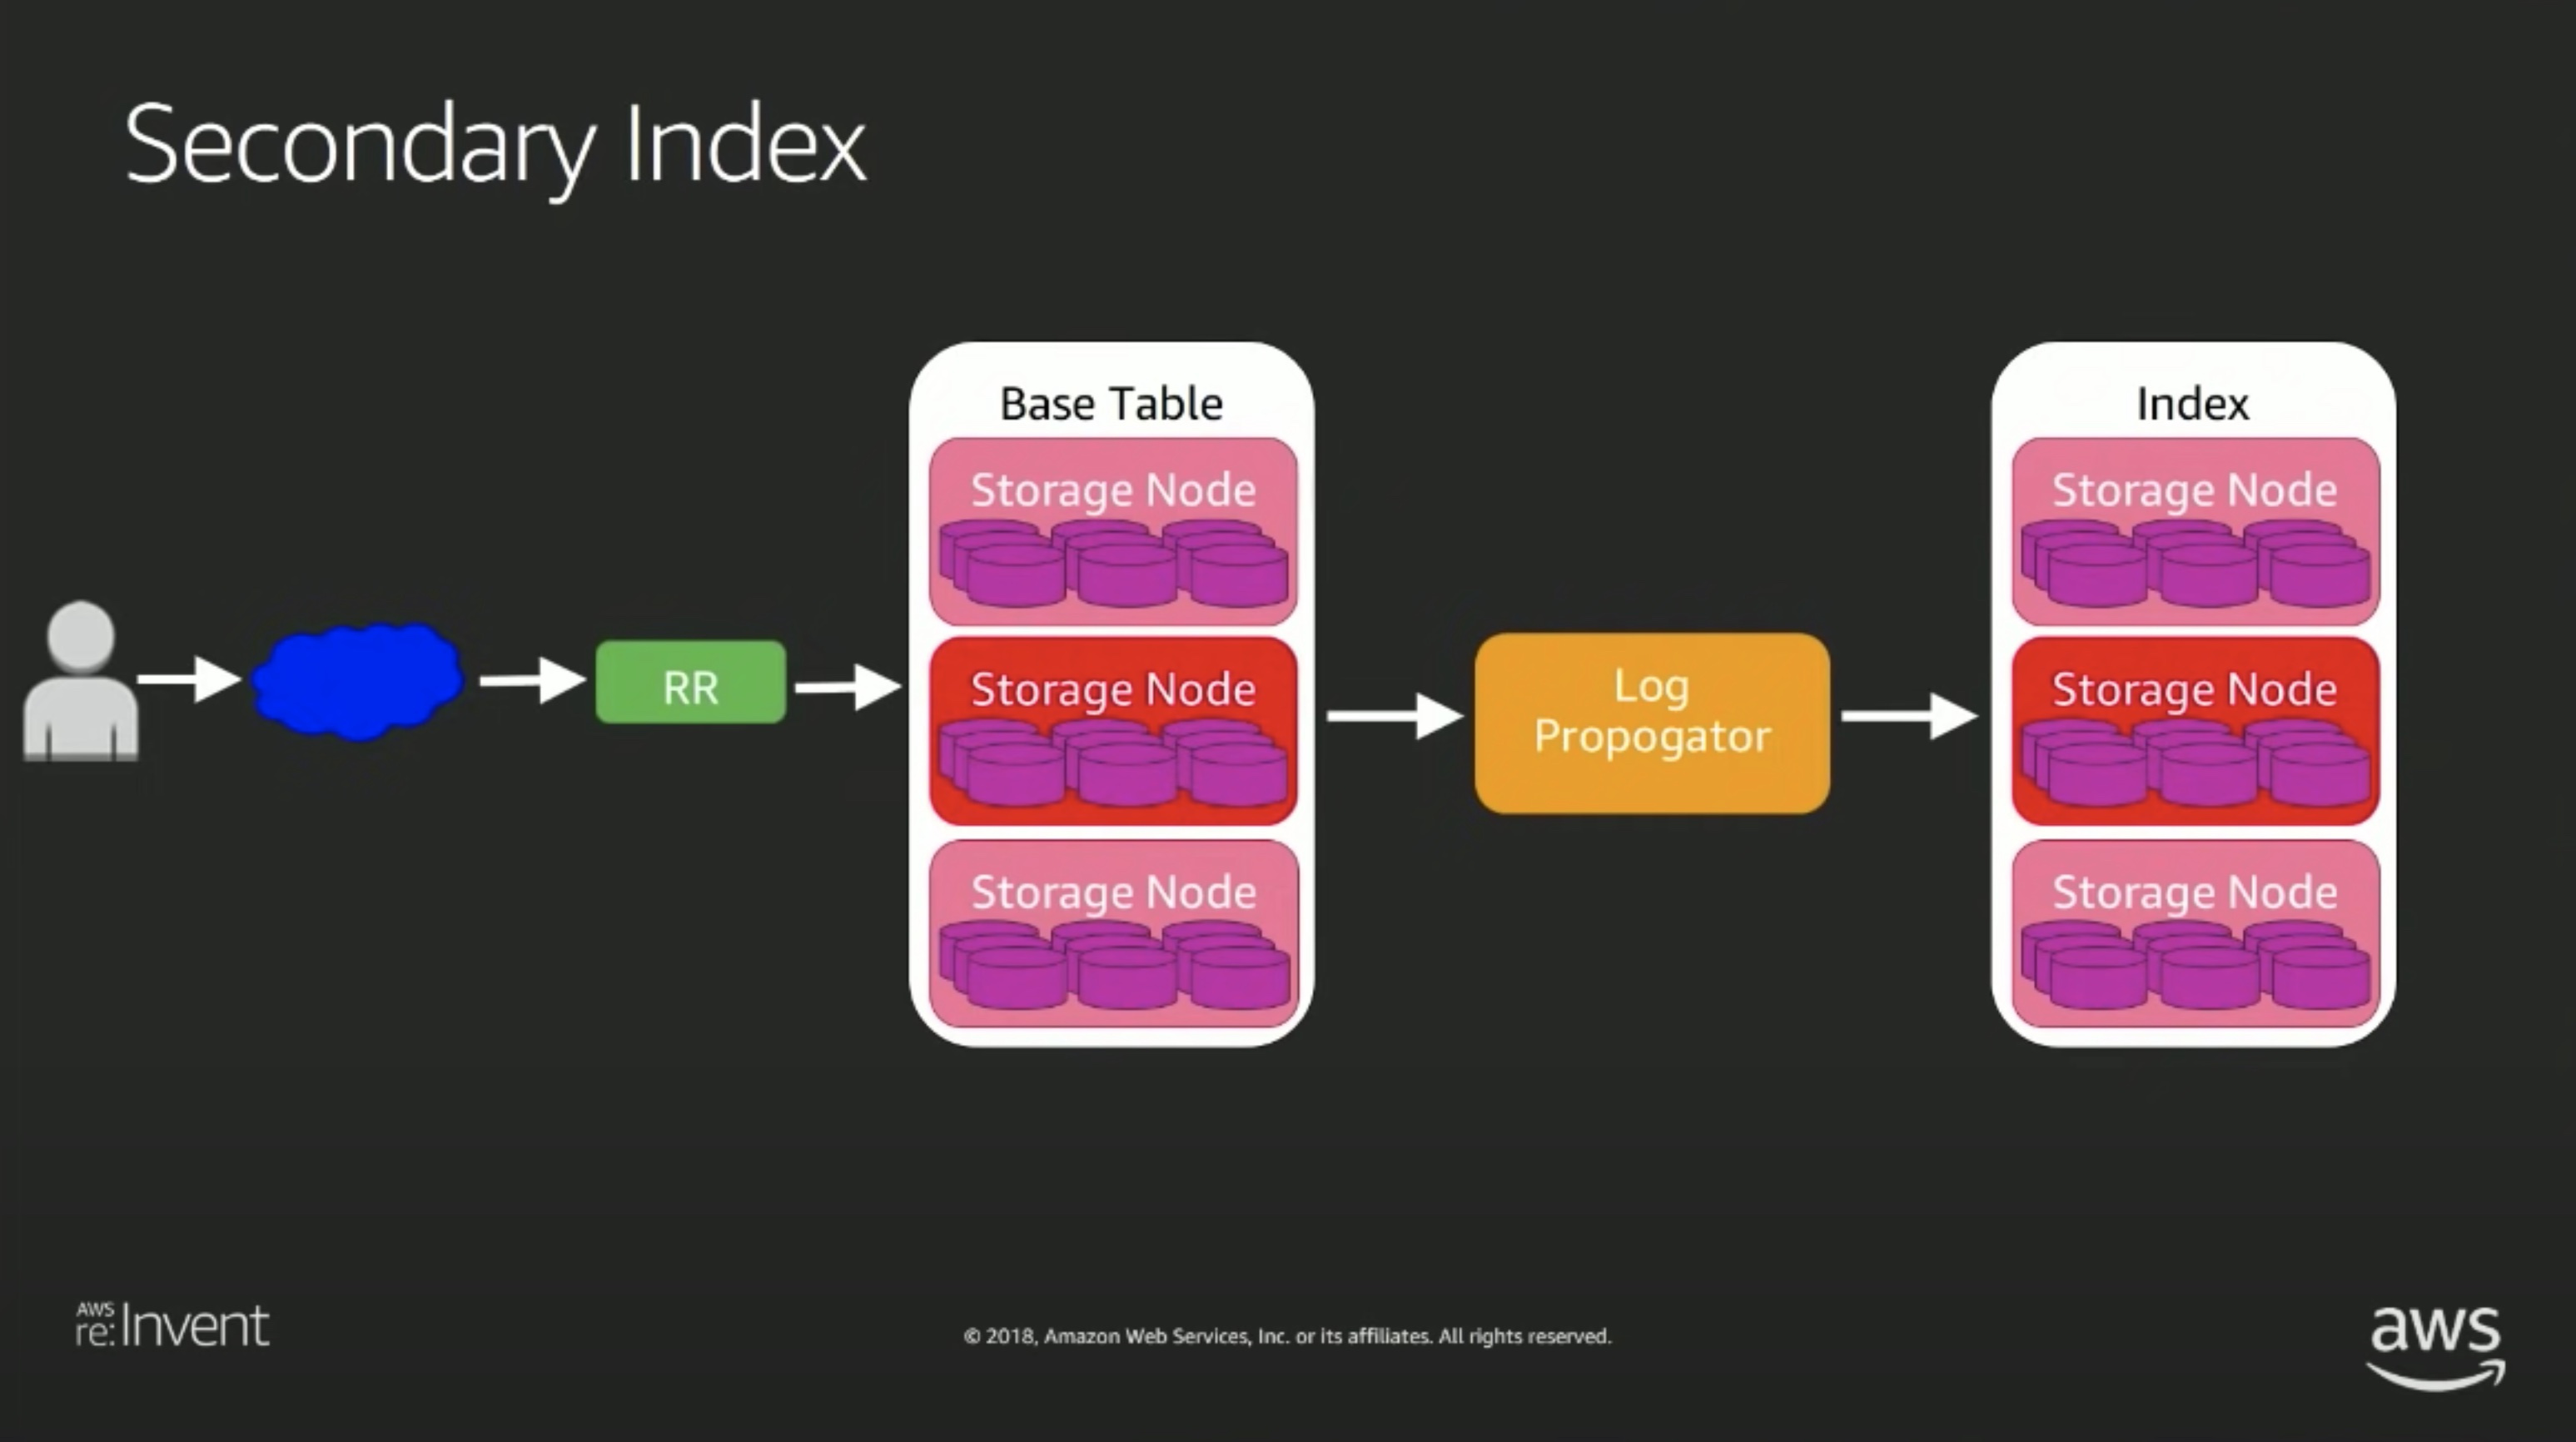 Secondary Index
RR
Base Table
Storage Node
Storage Node
Storage Node
Log
Propogator
Index
Storage Node
Storage Node
Storage Node
AWS
re:Invent
© 2018, Amazon Web Services, Inc. or its affiliates. All rights reserved.
aws